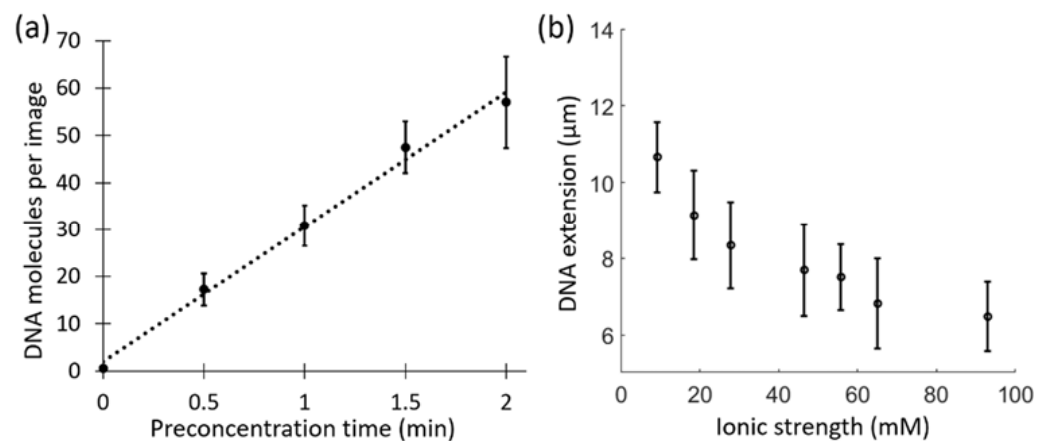 (a)
DNA molecules per image
70
60
50
40
30
20
10
0
0 0.5 1 1.5 2
Preconcentration time (min)
(b)
DNA extension (μm)
14
12
10
8
6
0 20 40 60 80 100
Ionic strength (mM)